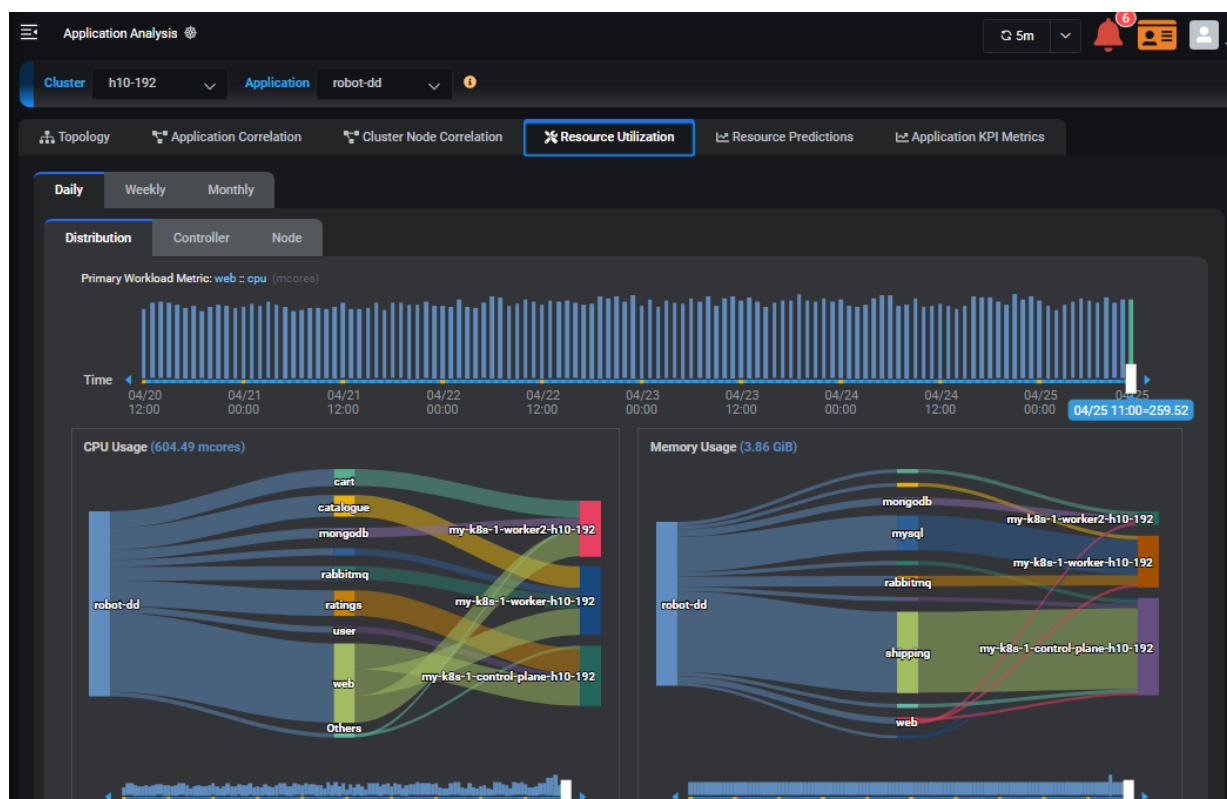 Application Analysis
5m
6
Cluster h10-192 Application robot-dd
Topology Application Correlation Cluster Node Correlation Resource Utilization Resource Predictions Application KPI Metrics
Daily Weekly Monthly
Distribution Controller Node
Primary Workload Metric: web :: cpu (mcores)
Time
04/20 04/21 04/21 04/22 04/22 04/23 04/23 04/24 04/24 04/25 04/25
12:00 00:00 12:00 00:00 12:00 00:00 12:00 00:00 12:00 00:00
04/25 11:00=259.52
CPU Usage (604.49 mcores)
cart
catalogue
mongodb
my-k8s-1-worker2-h10-192
rabbitmq
robot-dd
ratings
my-k8s-1-worker-h10-192
user
web
my-k8s-1-control-plane-h10-192
Others
Memory Usage (3.86 GiB)
mongodb
my-k8s-1-worker2-h10-192
mysql
my-k8s-1-worker-h10-192
rabbitmq
robot-dd
shipping
my-k8s-1-control-plane-h10-192
web